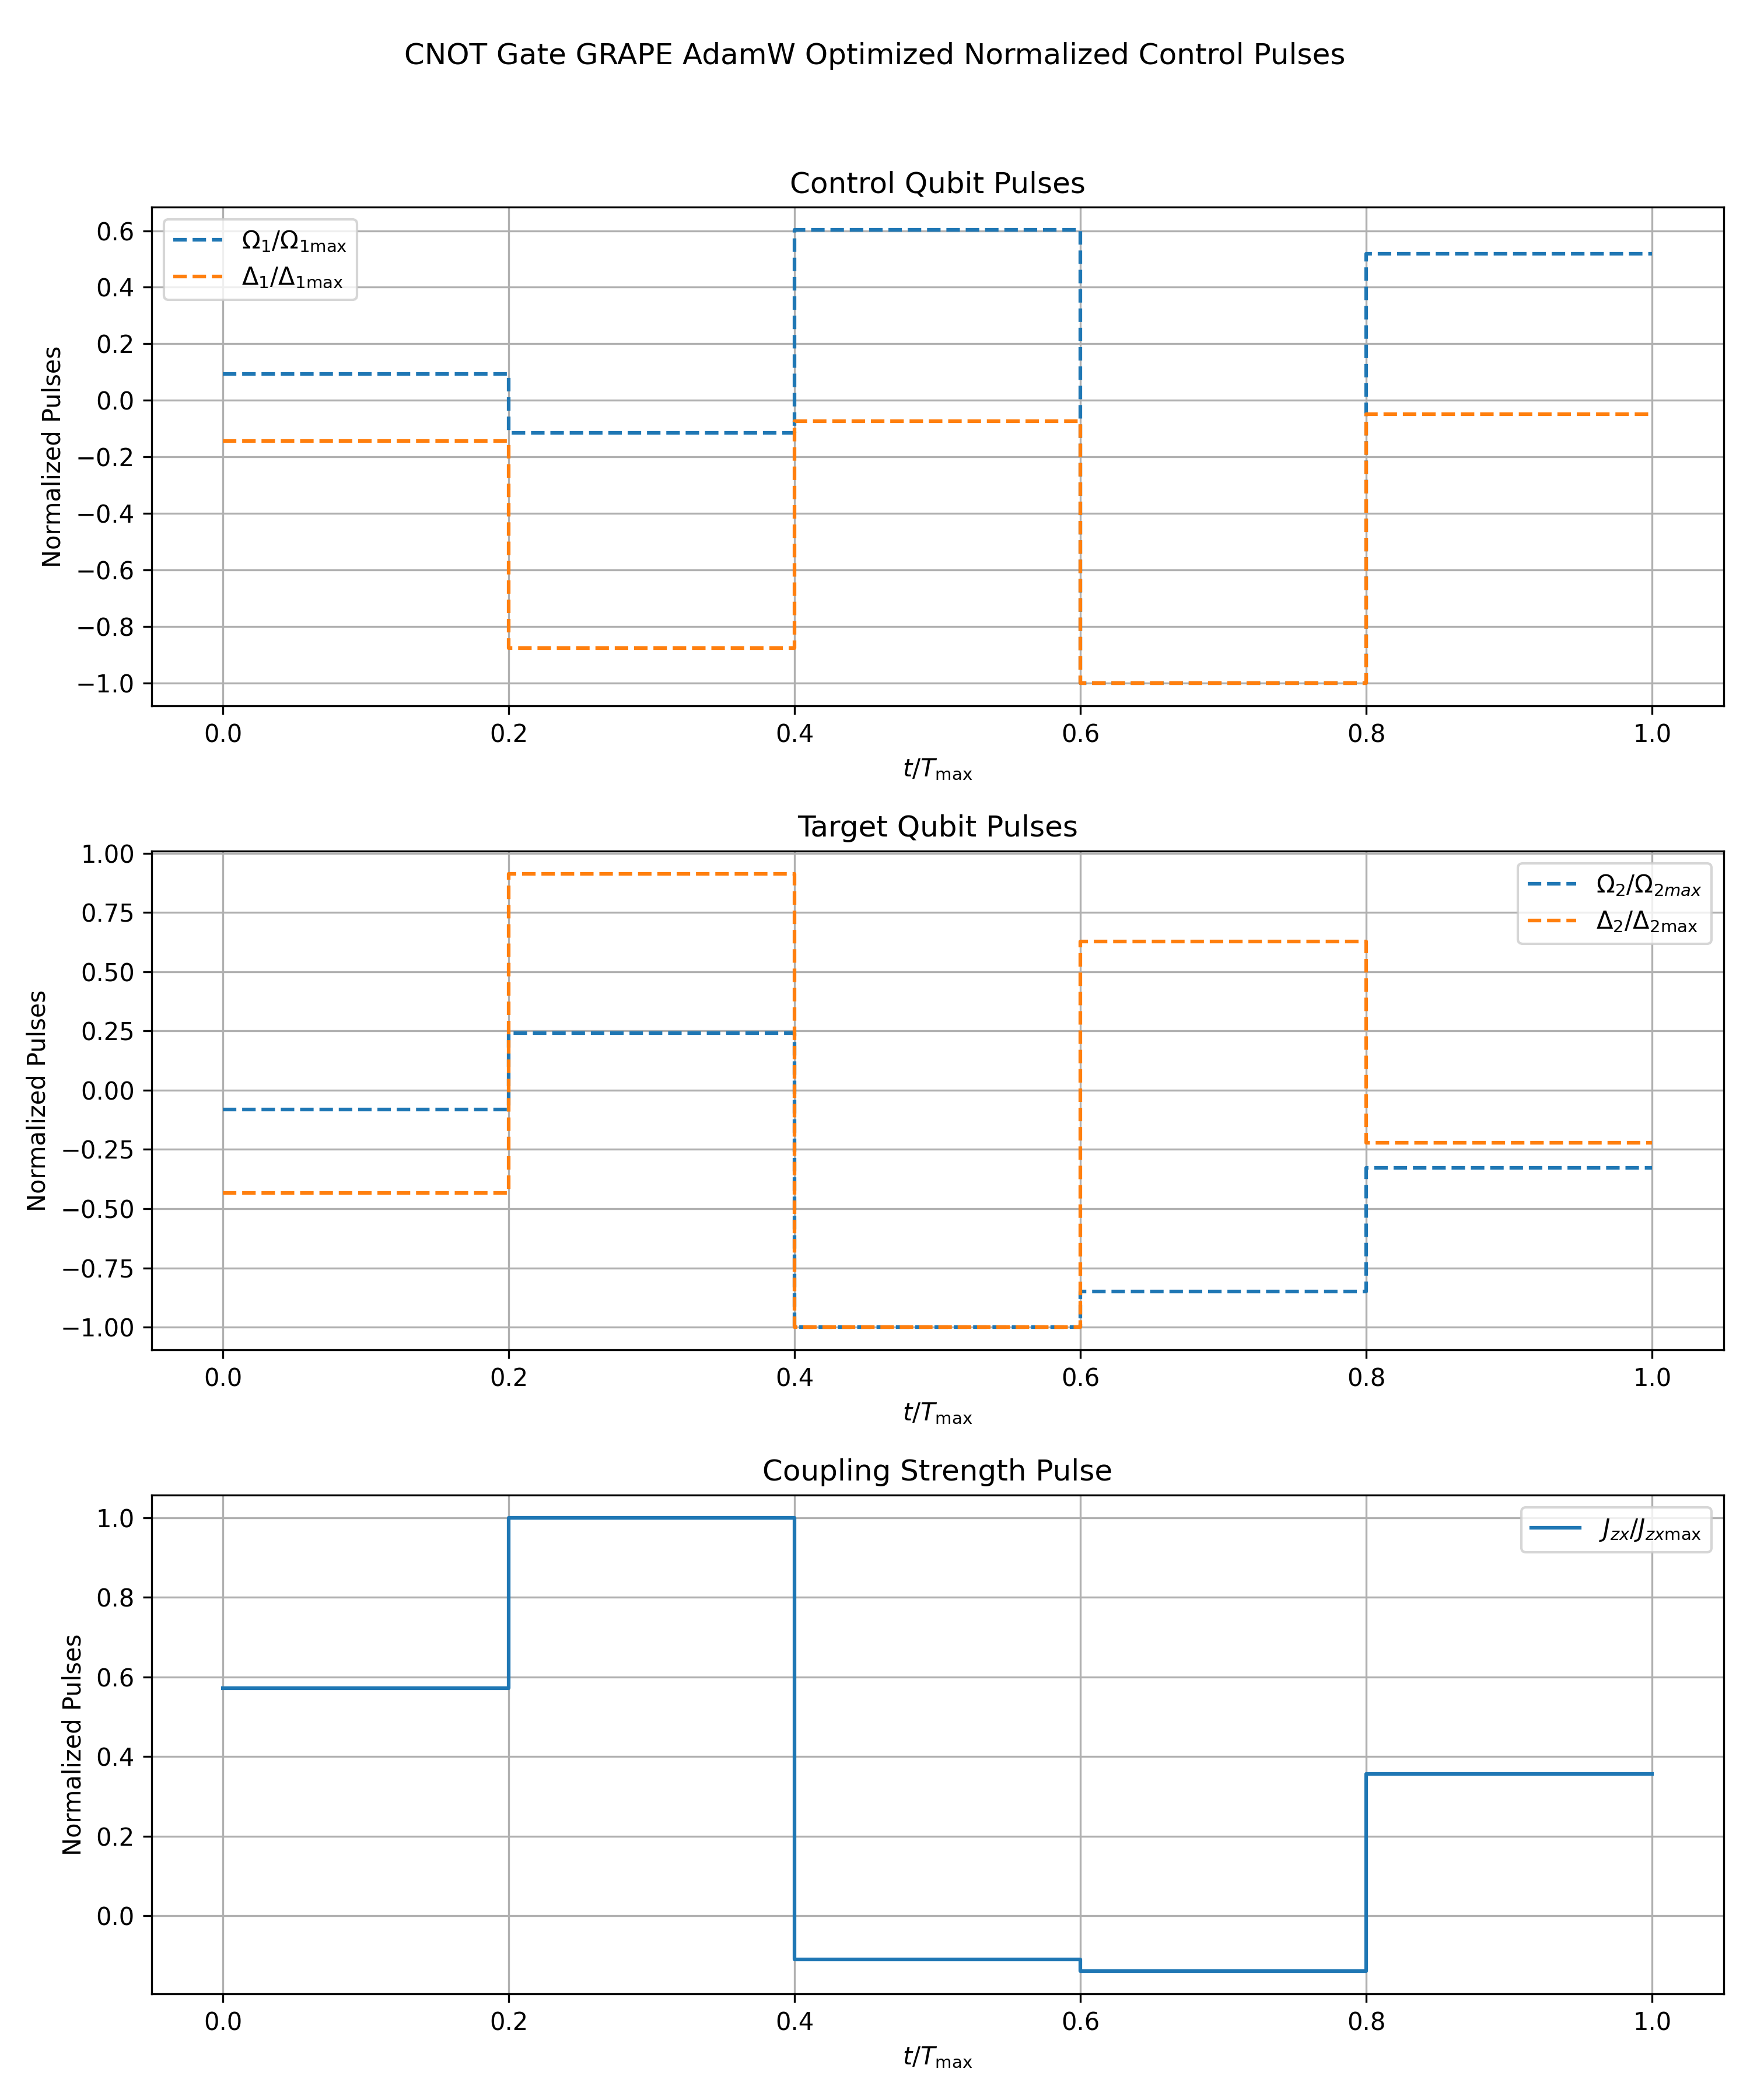 CNOT Gate GRAPE AdamW Optimized Normalized Control Pulses
Control Qubit Pulses
Ω₁/Ω₁max
Δ₁/Δ₁max
0.6
0.4
0.2
0.0
−0.2
−0.4
−0.6
−0.8
−1.0
Normalized Pulses
0.0 0.2 0.4 0.6 0.8 1.0
t/Tmax
Target Qubit Pulses
Ω₂/Ω₂max
Δ₂/Δ₂max
1.00
0.75
0.50
0.25
0.00
−0.25
−0.50
−0.75
−1.00
Normalized Pulses
0.0 0.2 0.4 0.6 0.8 1.0
t/Tmax
Coupling Strength Pulse
Jzx/Jzxmax
1.0
0.8
0.6
0.4
0.2
0.0
Normalized Pulses
0.0 0.2 0.4 0.6 0.8 1.0
t/Tmax